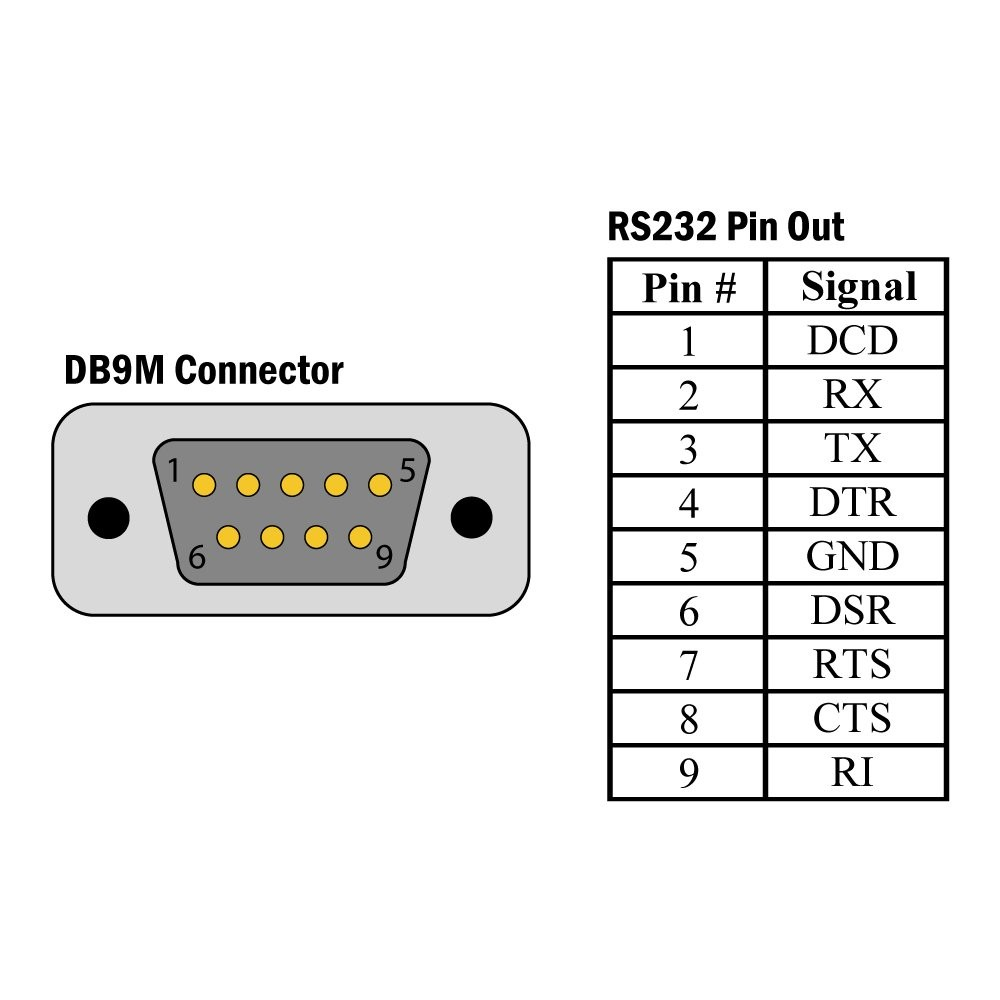 DB9M Connector
1 5
6 9
RS232 Pin Out
Pin # Signal
1 DCD
2 RX
3 TX
4 DTR
5 GND
6 DSR
7 RTS
8 CTS
9 RI